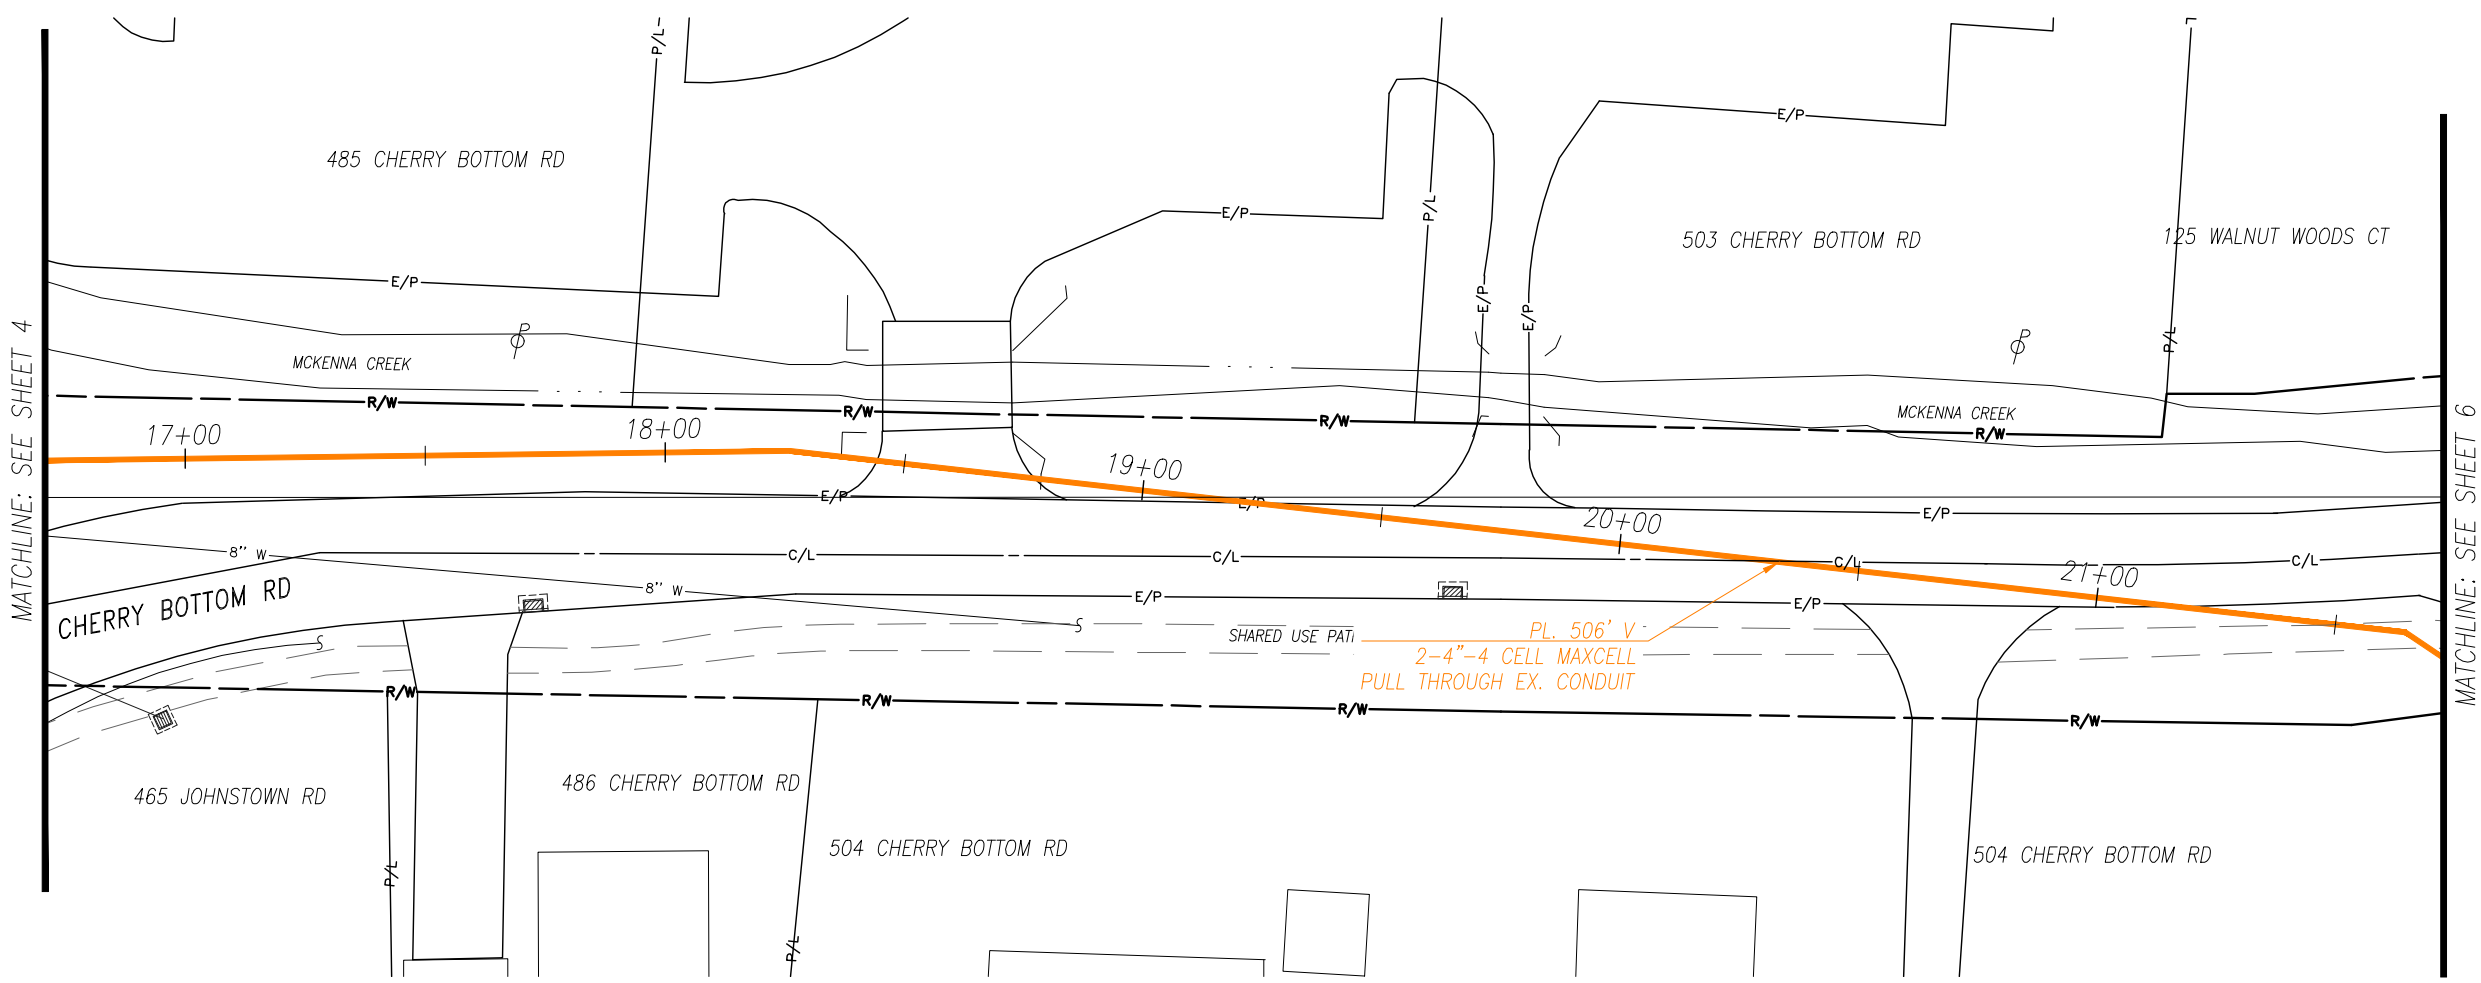 P/L
485 CHERRY BOTTOM RD
E/P
P/L
E/P
503 CHERRY BOTTOM RD
125 WALNUT WOODS CT
E/P
P
MCKENNA CREEK
E/P
E/P
P
P/L
MATCHLINE: SEE SHEET 4
R/W
R/W
R/W
MCKENNA CREEK
R/W
17+00
18+00
19+00
20+00
21+00
E/P
E/P
E/P
8" W
C/L
C/L
C/L
C/L
8" W
CHERRY BOTTOM RD
E/P
E/P
S
S
SHARED USE PAT
PL. 506' V
2-4"-4 CELL MAXCELL
PULL THROUGH EX. CONDUIT
R/W
R/W
R/W
R/W
MATCHLINE: SEE SHEET 6
465 JOHNSTOWN RD
486 CHERRY BOTTOM RD
504 CHERRY BOTTOM RD
504 CHERRY BOTTOM RD
P/L
P/L